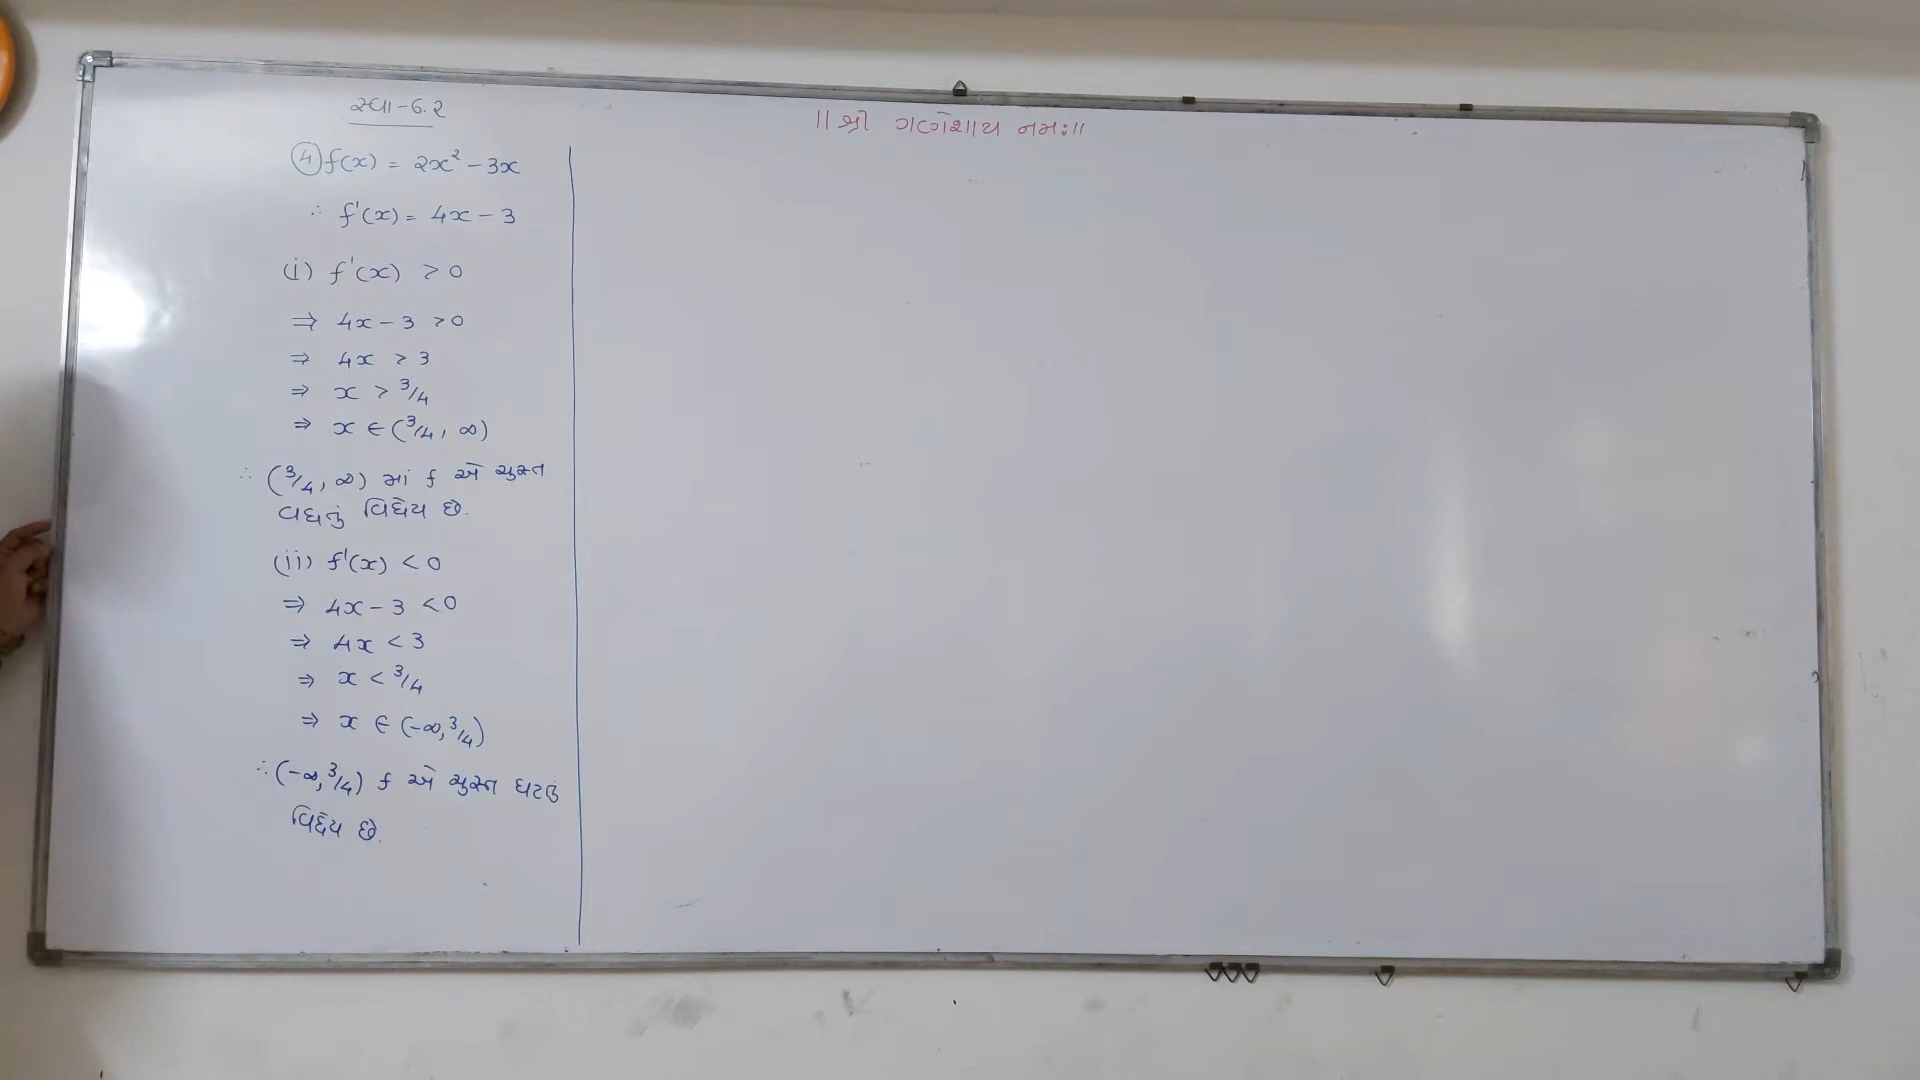 સ્વા-6.2
|| શ્રી ગણેશાય નમઃ ||
④ f(x) = 2x² - 3x
∴ f'(x) = 4x - 3
(i) f'(x) > 0
⇒ 4x - 3 > 0
⇒ 4x > 3
⇒ x > 3/4
⇒ x ∈ (3/4, ∞)
∴ (3/4, ∞) માં f એ ચુસ્ત
વધતું વિધેય છે.
(ii) f'(x) < 0
⇒ 4x - 3 < 0
⇒ 4x < 3
⇒ x < 3/4
⇒ x ∈ (-∞, 3/4)
∴ (-∞, 3/4) f એ ચુસ્ત ઘટતું
વિધેય છે.